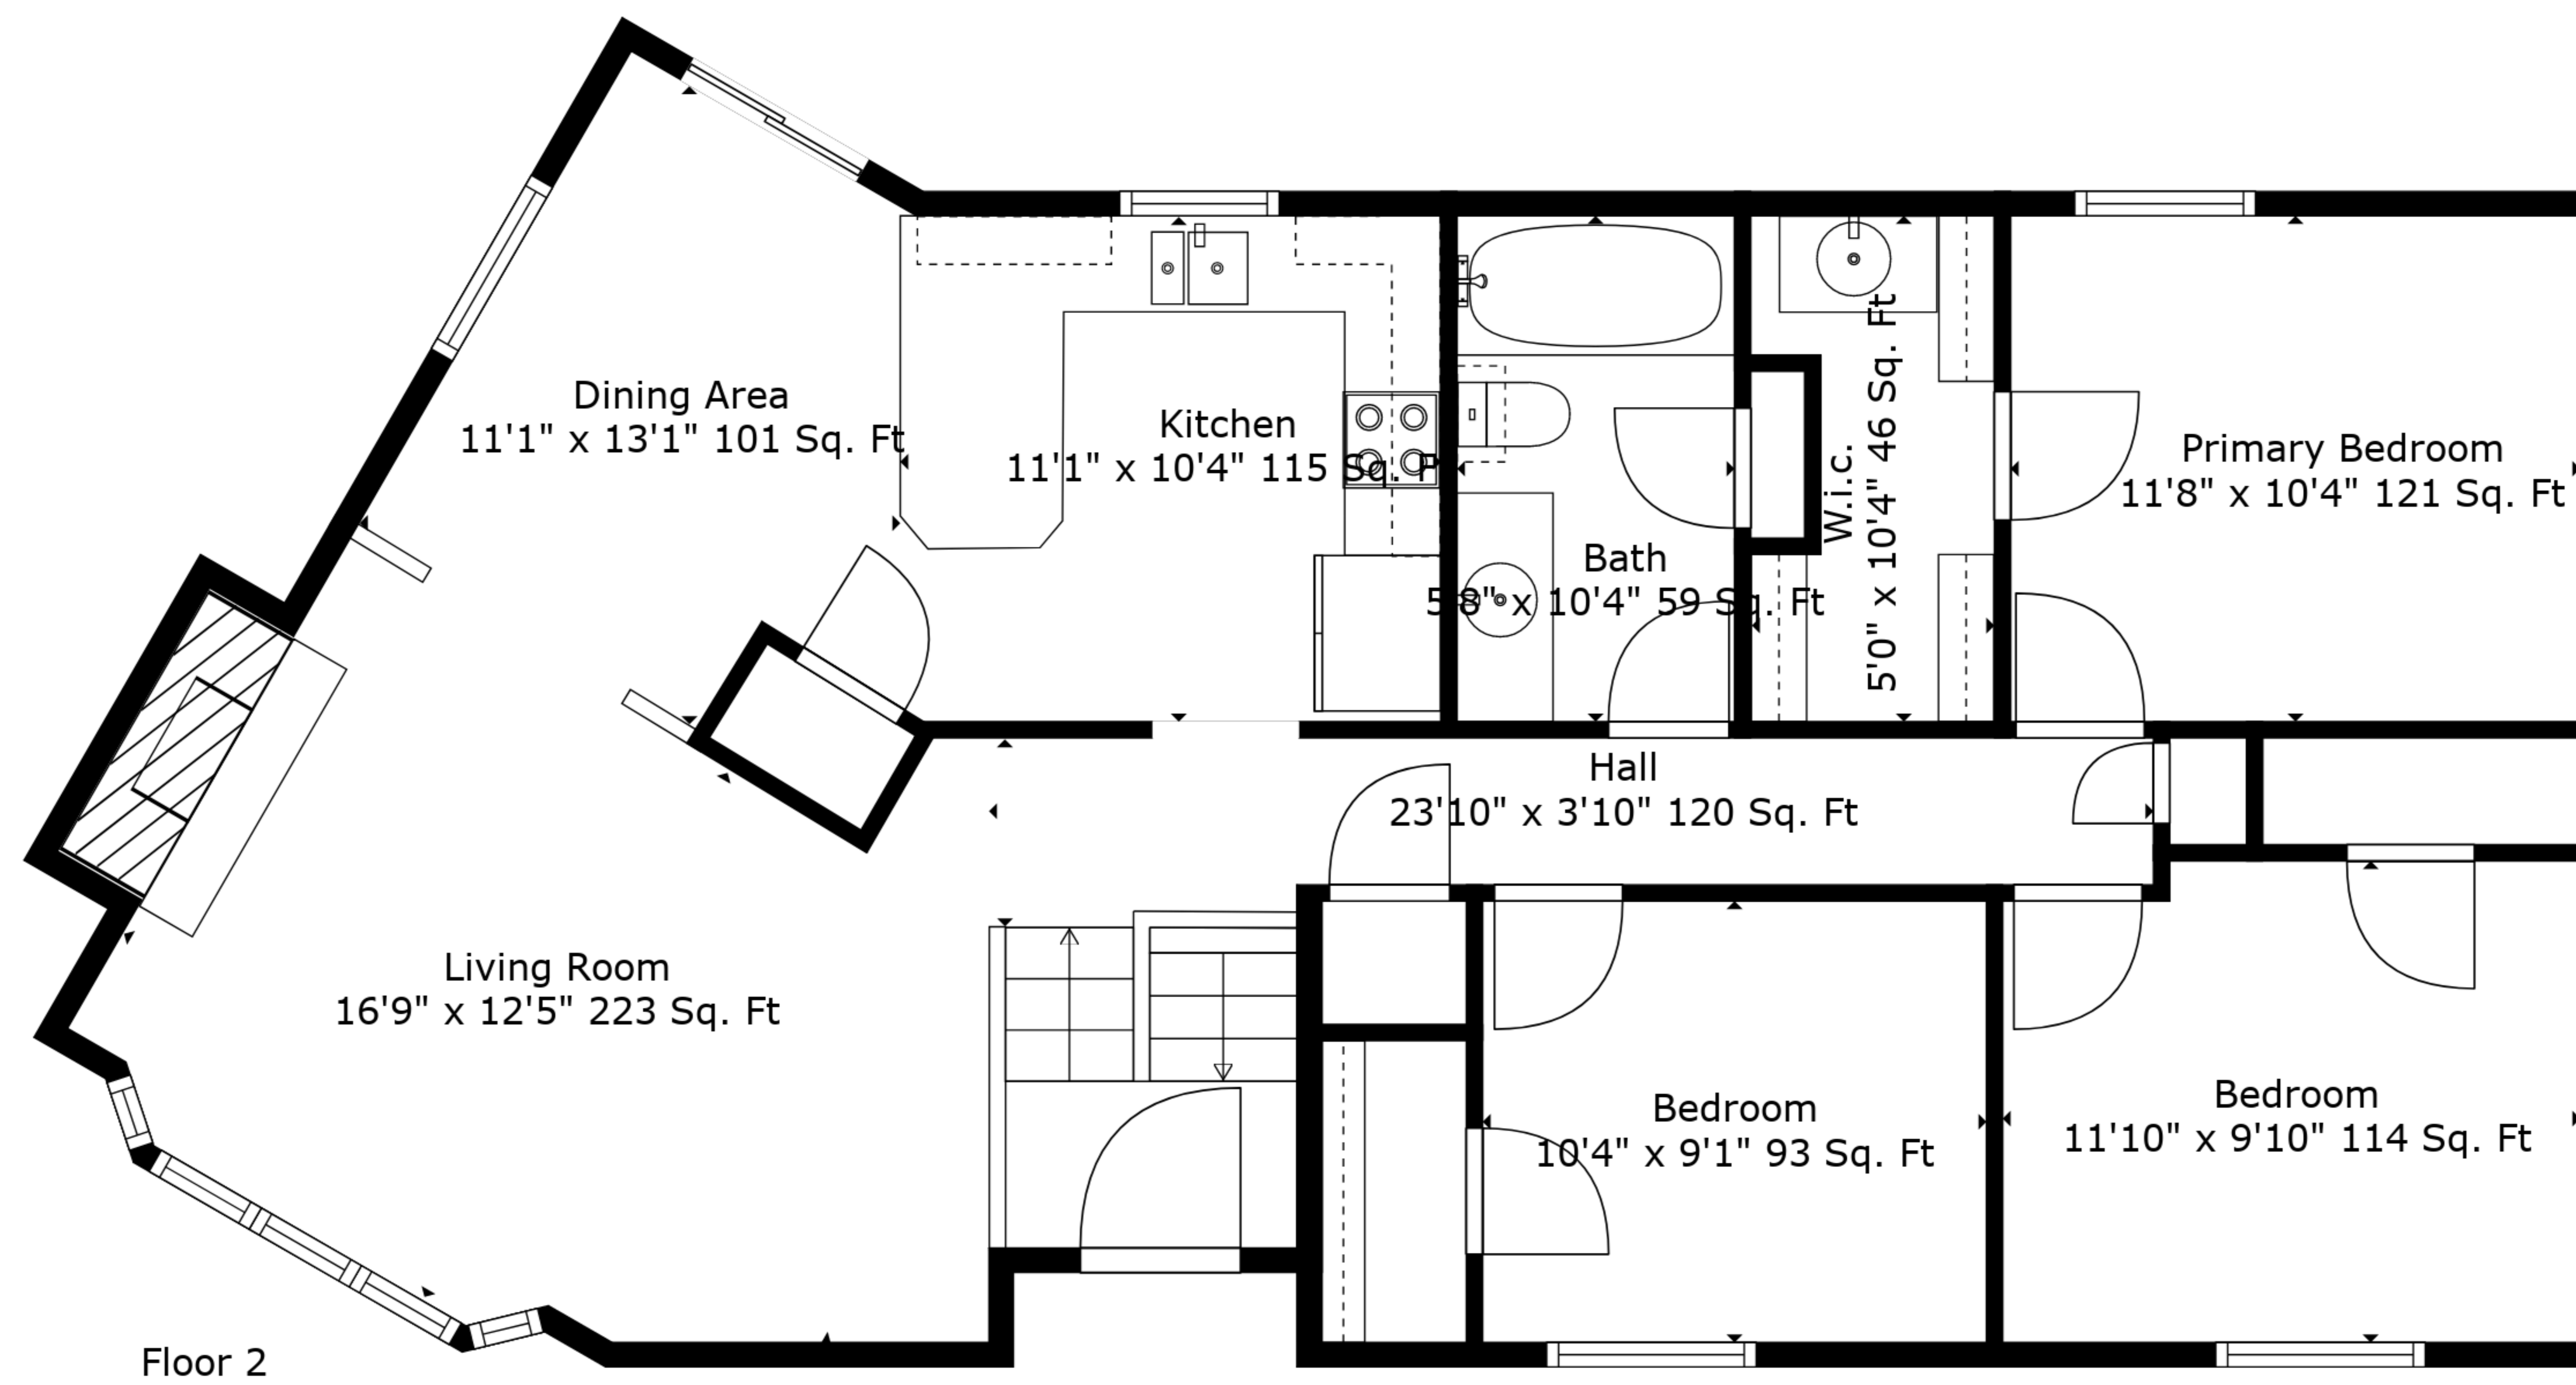 Dining Area
11'1" x 13'1" 101 Sq. Ft
Kitchen
11'1" x 10'4" 115 Sq. F
Bath
5'8" x 10'4" 59 Sq. Ft
W.i.c.
5'0" x 10'4" 46 Sq. Ft
Primary Bedroom
11'8" x 10'4" 121 Sq. Ft
Hall
23'10" x 3'10" 120 Sq. Ft
Living Room
16'9" x 12'5" 223 Sq. Ft
Bedroom
10'4" x 9'1" 93 Sq. Ft
Bedroom
11'10" x 9'10" 114 Sq. Ft
Floor 2